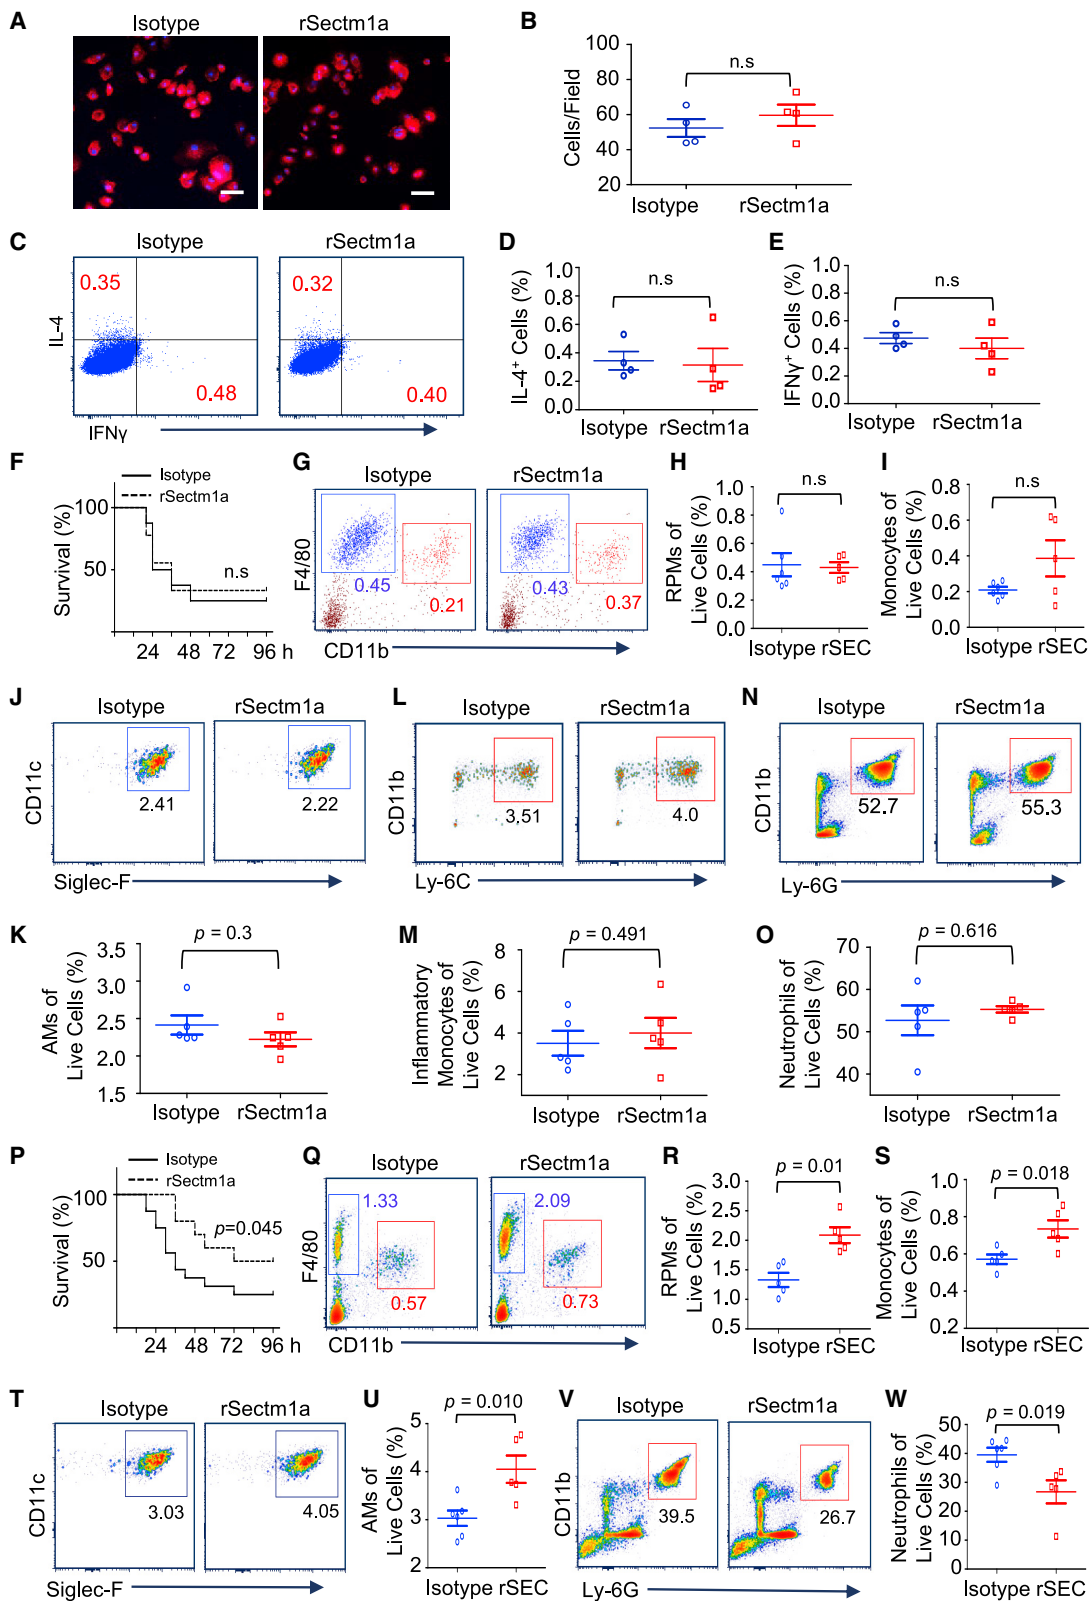 A
Isotype
rSectm1a
B
Cells/Field
100
80
60
40
20
n.s
Isotype
rSectm1a
C
Isotype
rSectm1a
IL-4
0.35
0.48
0.32
0.40
IFNγ
D
IL-4+ Cells (%)
1.0
0.8
0.6
0.4
0.2
0.0
n.s
Isotype
rSectm1a
E
IFNγ+ Cells (%)
1.0
0.8
0.6
0.4
0.2
0.0
n.s
Isotype
rSectm1a
F
Isotype
rSectm1a
Survival (%)
100
50
n.s
24 48 72 96 h
G
Isotype
rSectm1a
F4/80
0.45
0.21
0.43
0.37
CD11b
H
RPMs of
Live Cells (%)
1.0
0.8
0.6
0.4
0.2
0.0
n.s
Isotype rSEC
I
Monocytes of
Live Cells (%)
0.8
0.6
0.4
0.2
0.0
n.s
Isotype rSEC
J
Isotype
rSectm1a
CD11c
2.41
2.22
Siglec-F
L
Isotype
rSectm1a
CD11b
3,51
4.0
Ly-6C
N
Isotype
rSectm1a
CD11b
52.7
55.3
Ly-6G
K
AMs of
Live Cells (%)
3.5
3.0
2.5
2.0
1.5
p = 0.3
Isotype
rSectm1a
M
Inflammatory
Monocytes of
Live Cells (%)
8
6
4
2
p = 0.491
Isotype
rSectm1a
O
Neutrophils of
Live Cells (%)
70
60
50
40
p = 0.616
Isotype
rSectm1a
P
Isotype
rSectm1a
Survival (%)
100
50
p=0.045
24 48 72 96 h
Q
Isotype
rSectm1a
F4/80
1.33
0.57
2.09
0.73
CD11b
R
RPMs of
Live Cells (%)
3.0
2.5
2.0
1.5
1.0
0.5
p = 0.01
Isotype rSEC
S
Monocytes of
Live Cells (%)
1.0
0.8
0.6
0.4
0.2
p = 0.018
Isotype rSEC
T
Isotype
rSectm1a
CD11c
3.03
4.05
Siglec-F
U
AMs of
Live Cells (%)
5
4
3
2
p = 0.010
Isotype rSEC
V
Isotype
rSectm1a
CD11b
39.5
26.7
Ly-6G
W
Neutrophils of
Live Cells (%)
50
40
30
20
10
0
p = 0.019
Isotype rSEC